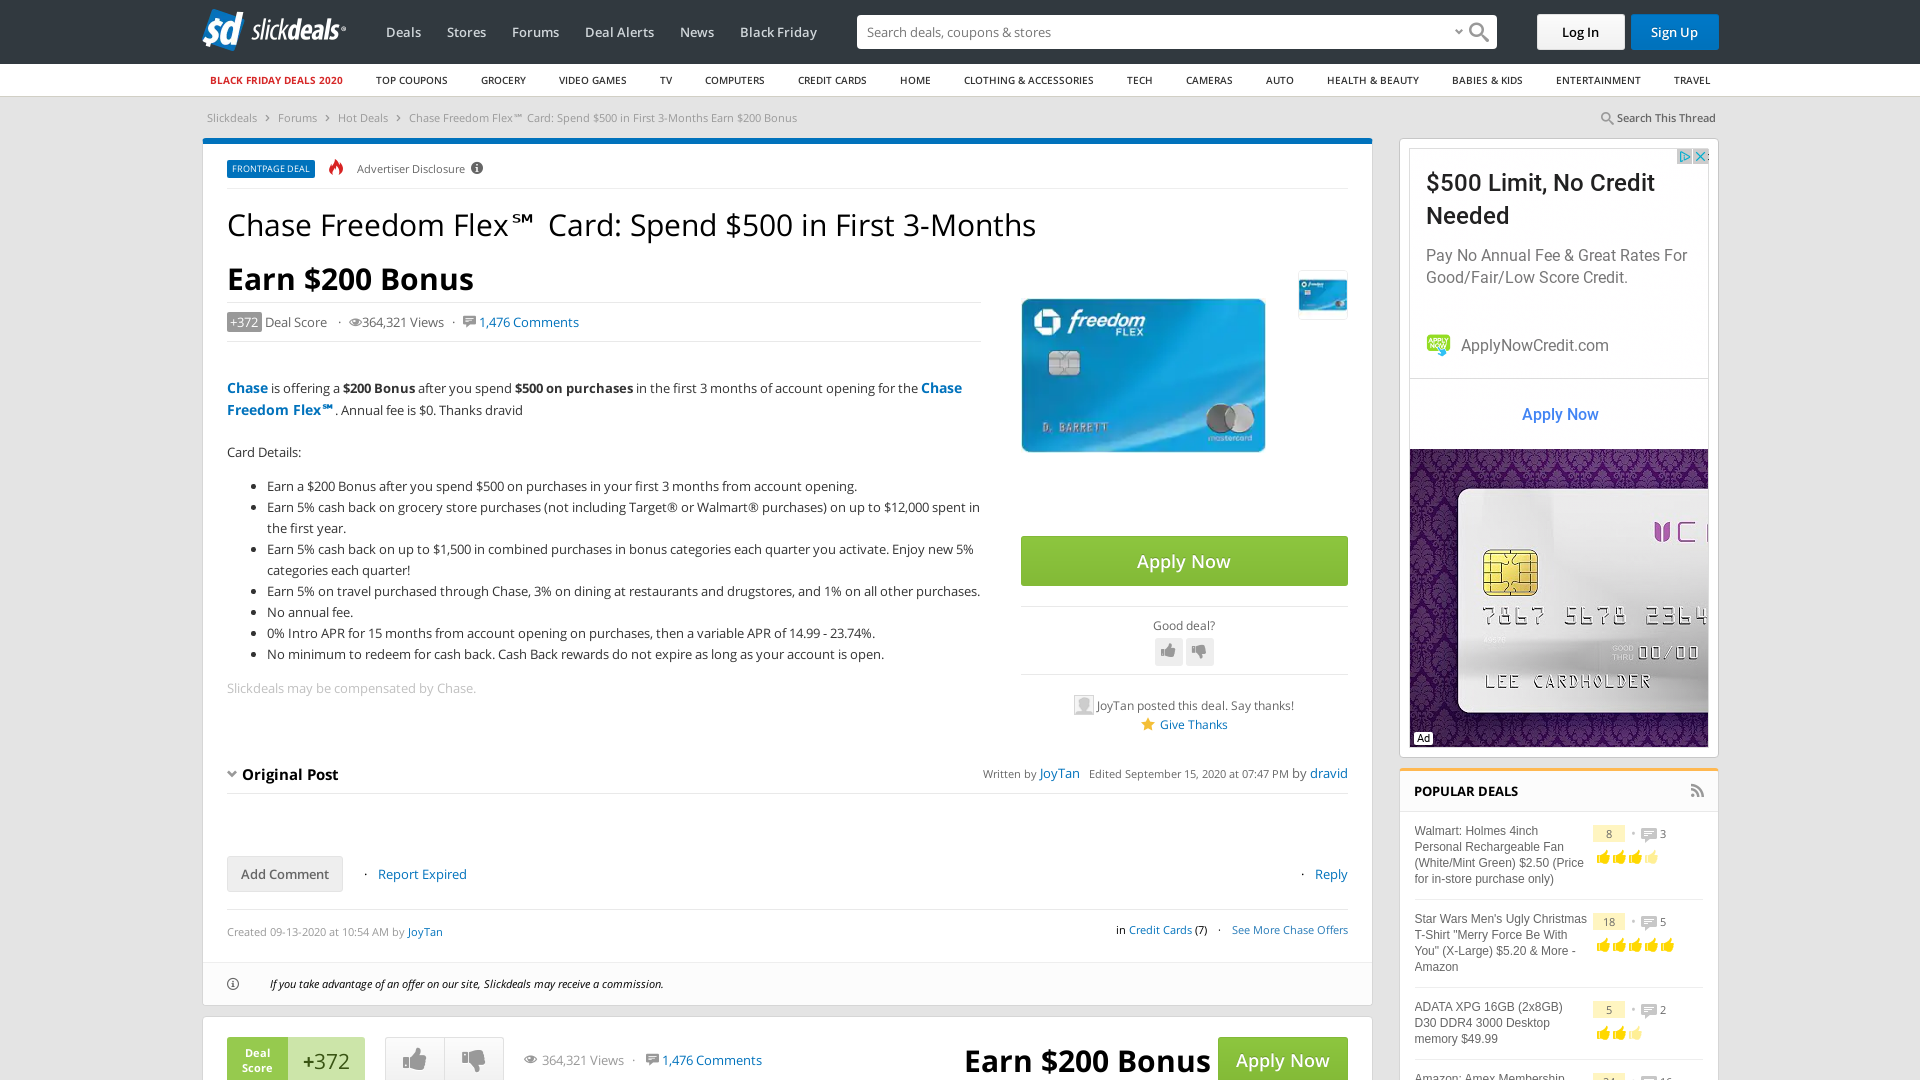 slickdeals
Deals
Stores
Forums
Deal Alerts
News
Black Friday
Search deals, coupons & stores
Log In
Sign Up
BLACK FRIDAY DEALS 2020
TOP COUPONS
GROCERY
VIDEO GAMES
TV
COMPUTERS
CREDIT CARDS
HOME
CLOTHING & ACCESSORIES
TECH
CAMERAS
AUTO
HEALTH & BEAUTY
BABIES & KIDS
ENTERTAINMENT
TRAVEL
Slickdeals > Forums > Hot Deals > Chase Freedom Flex℠ Card: Spend $500 in First 3-Months Earn $200 Bonus
Search This Thread
FRONTPAGE DEAL
Advertiser Disclosure
Chase Freedom Flex℠ Card: Spend $500 in First 3-Months
Earn $200 Bonus
+372 Deal Score · 364,321 Views · 1,476 Comments
Chase is offering a $200 Bonus after you spend $500 on purchases in the first 3 months of account opening for the Chase
Freedom Flex℠. Annual fee is $0. Thanks dravid
Card Details:
• Earn a $200 Bonus after you spend $500 on purchases in your first 3 months from account opening.
• Earn 5% cash back on grocery store purchases (not including Target® or Walmart® purchases) on up to $12,000 spent in
the first year.
• Earn 5% cash back on up to $1,500 in combined purchases in bonus categories each quarter you activate. Enjoy new 5%
categories each quarter!
• Earn 5% on travel purchased through Chase, 3% on dining at restaurants and drugstores, and 1% on all other purchases.
• No annual fee.
• 0% Intro APR for 15 months from account opening on purchases, then a variable APR of 14.99 - 23.74%.
• No minimum to redeem for cash back. Cash Back rewards do not expire as long as your account is open.
Slickdeals may be compensated by Chase.
freedom
FLEX
D. BARRETT
mastercard
Apply Now
Good deal?
JoyTan posted this deal. Say thanks!
Give Thanks
Original Post
Written by JoyTan Edited September 15, 2020 at 07:47 PM by dravid
Add Comment
· Report Expired
· Reply
Created 09-13-2020 at 10:54 AM by JoyTan
in Credit Cards (7) · See More Chase Offers
If you take advantage of an offer on our site, Slickdeals may receive a commission.
Deal
Score
+372
364,321 Views · 1,476 Comments
Earn $200 Bonus
Apply Now
$500 Limit, No Credit
Needed
Pay No Annual Fee & Great Rates For
Good/Fair/Low Score Credit.
APPLY
NOW
ApplyNowCredit.com
Apply Now
7867 5678 2364
GOOD
THRU
00/00
LEE CARDHOLDER
Ad
POPULAR DEALS
Walmart: Holmes 4inch
Personal Rechargeable Fan
(White/Mint Green) $2.50 (Price
for in-store purchase only)
8 • 3
Star Wars Men's Ugly Christmas
T-Shirt "Merry Force Be With
You" (X-Large) $5.20 & More -
Amazon
18 • 5
ADATA XPG 16GB (2x8GB)
D30 DDR4 3000 Desktop
memory $49.99
5 • 2
Amazon: Amex Membership